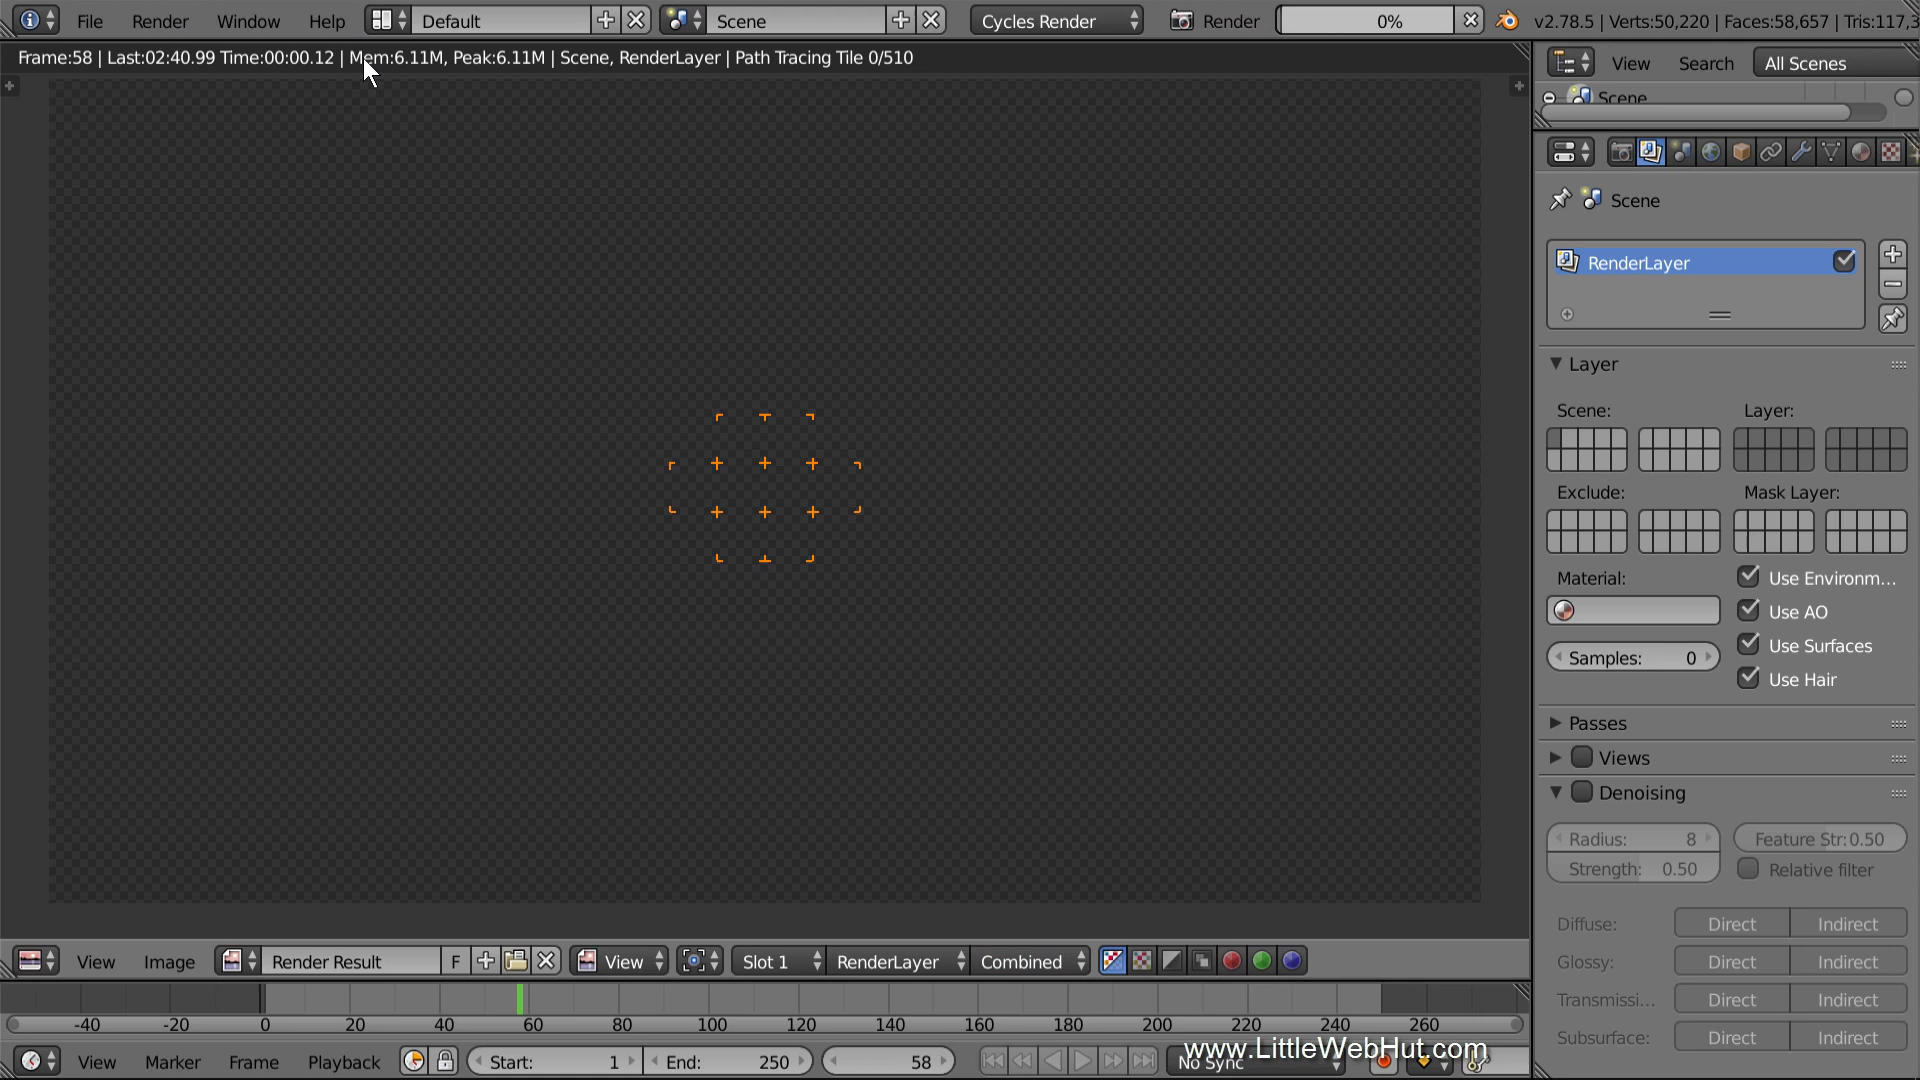 File Render Window Help Default Scene Cycles Render Render 0% v2.78.5 | Verts:50,220 | Faces:58,657 | Tris:117,3
Frame:58 | Last:02:40.99 Time:00:00.12 | Mem:6.11M, Peak:6.11M | Scene, RenderLayer | Path Tracing Tile 0/510
View Search All Scenes
Scene
Scene
RenderLayer
Layer
Scene: Layer:
Exclude: Mask Layer:
Material: Use Environm...
Use AO
Samples: 0 Use Surfaces
Use Hair
Passes
Views
Denoising
Radius: 8 Feature Str: 0.50
Strength: 0.50 Relative filter
Diffuse: Direct Indirect
Glossy: Direct Indirect
Transmissi... Direct Indirect
Subsurface: Direct Indirect
View Image Render Result F View Slot 1 RenderLayer Combined
-40 -20 0 20 40 60 80 100 120 140 160 180 200 220 240 260
View Marker Frame Playback Start: 1 End: 250 58 No Sync
www.LittleWebHut.com